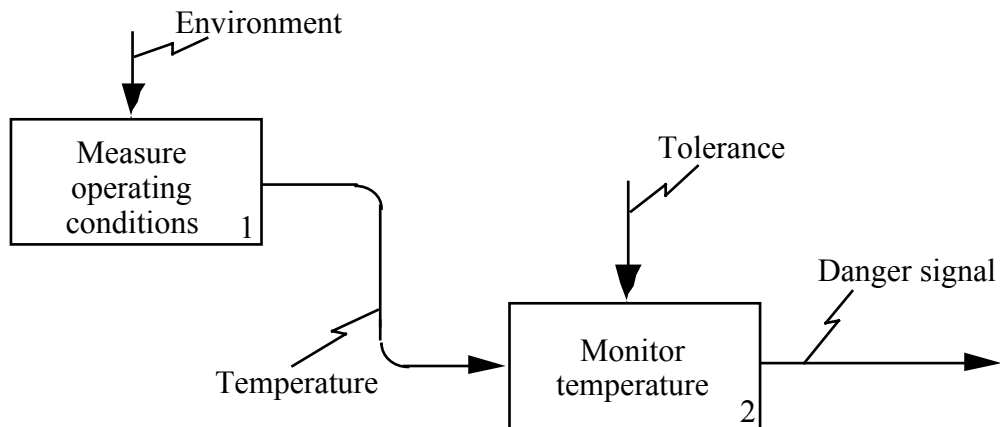 Environment
Measure
operating
conditions
1
Tolerance
Danger signal
Temperature
Monitor
temperature
2